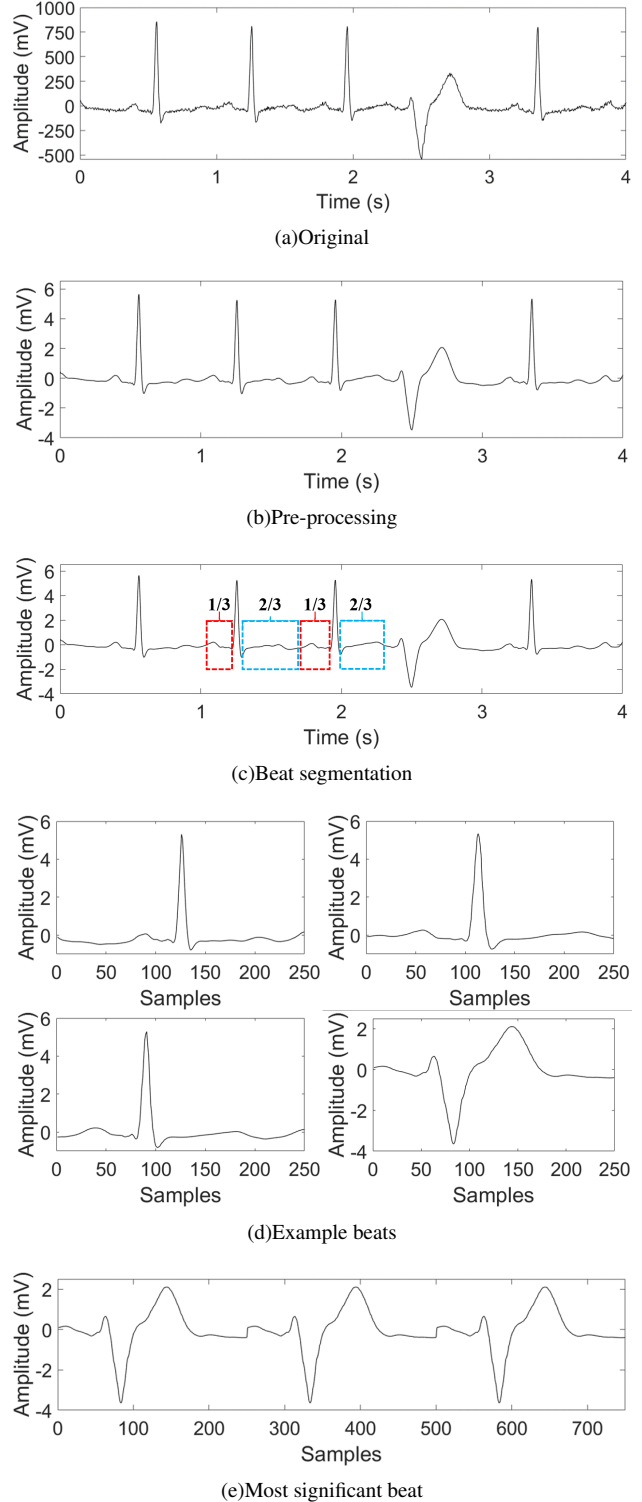 1000
750
500
250
0
-250
-500
Amplitude (mV)
0 1 2 3 4
Time (s)
(a)Original
6
4
2
0
-2
-4
Amplitude (mV)
0 1 2 3 4
Time (s)
(b)Pre-processing
6
4
2
0
-2
-4
Amplitude (mV)
1/3 2/3 1/3 2/3
0 1 2 3 4
Time (s)
(c)Beat segmentation
6
4
2
0
Amplitude (mV)
0 50 100 150 200 250
Samples
6
4
2
0
Amplitude (mV)
0 50 100 150 200 250
Samples
6
4
2
0
Amplitude (mV)
0 50 100 150 200 250
Samples
2
0
-2
-4
Amplitude (mV)
0 50 100 150 200 250
Samples
(d)Example beats
2
0
-2
-4
Amplitude (mV)
0 100 200 300 400 500 600 700
Samples
(e)Most significant beat